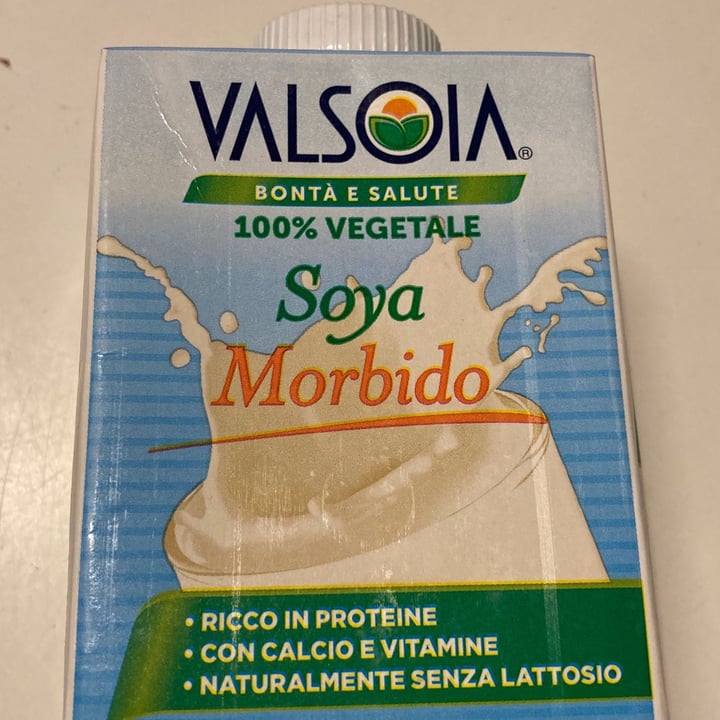 VALSOIA®
BONTÀ E SALUTE
100% VEGETALE
Soya
Morbido
• RICCO IN PROTEINE
• CON CALCIO E VITAMINE
• NATURALMENTE SENZA LATTOSIO